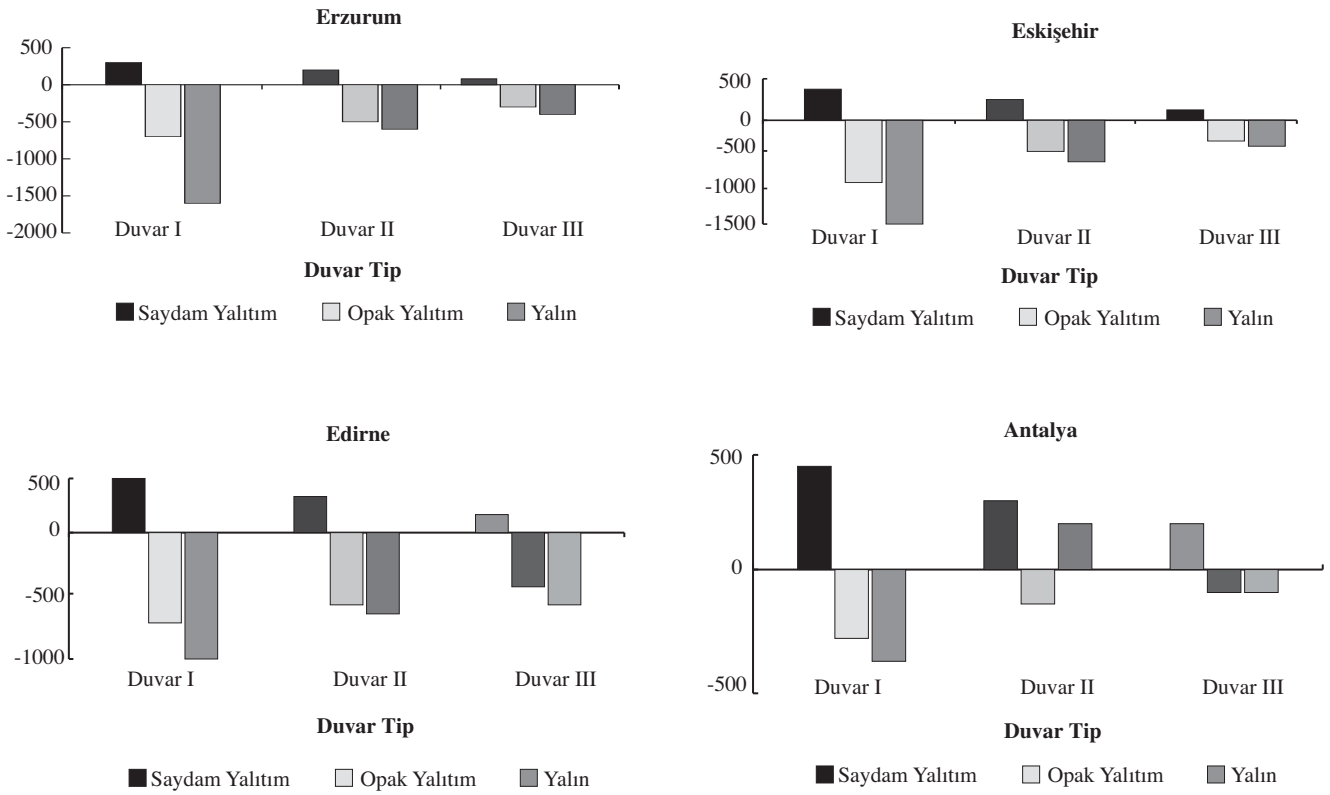 Erzurum
500
0
-500
-1000
-1500
-2000
Duvar I Duvar II Duvar III
Duvar Tip
Saydam Yalıtım Opak Yalıtım Yalın
Eskişehir
500
0
-500
-1000
-1500
Duvar I Duvar II Duvar III
Duvar Tip
Saydam Yalıtım Opak Yalıtım Yalın
Edirne
500
0
-500
-1000
Duvar I Duvar II Duvar III
Duvar Tip
Saydam Yalıtım Opak Yalıtım Yalın
Antalya
500
0
-500
Duvar I Duvar II Duvar III
Duvar Tip
Saydam Yalıtım Opak Yalıtım Yalın